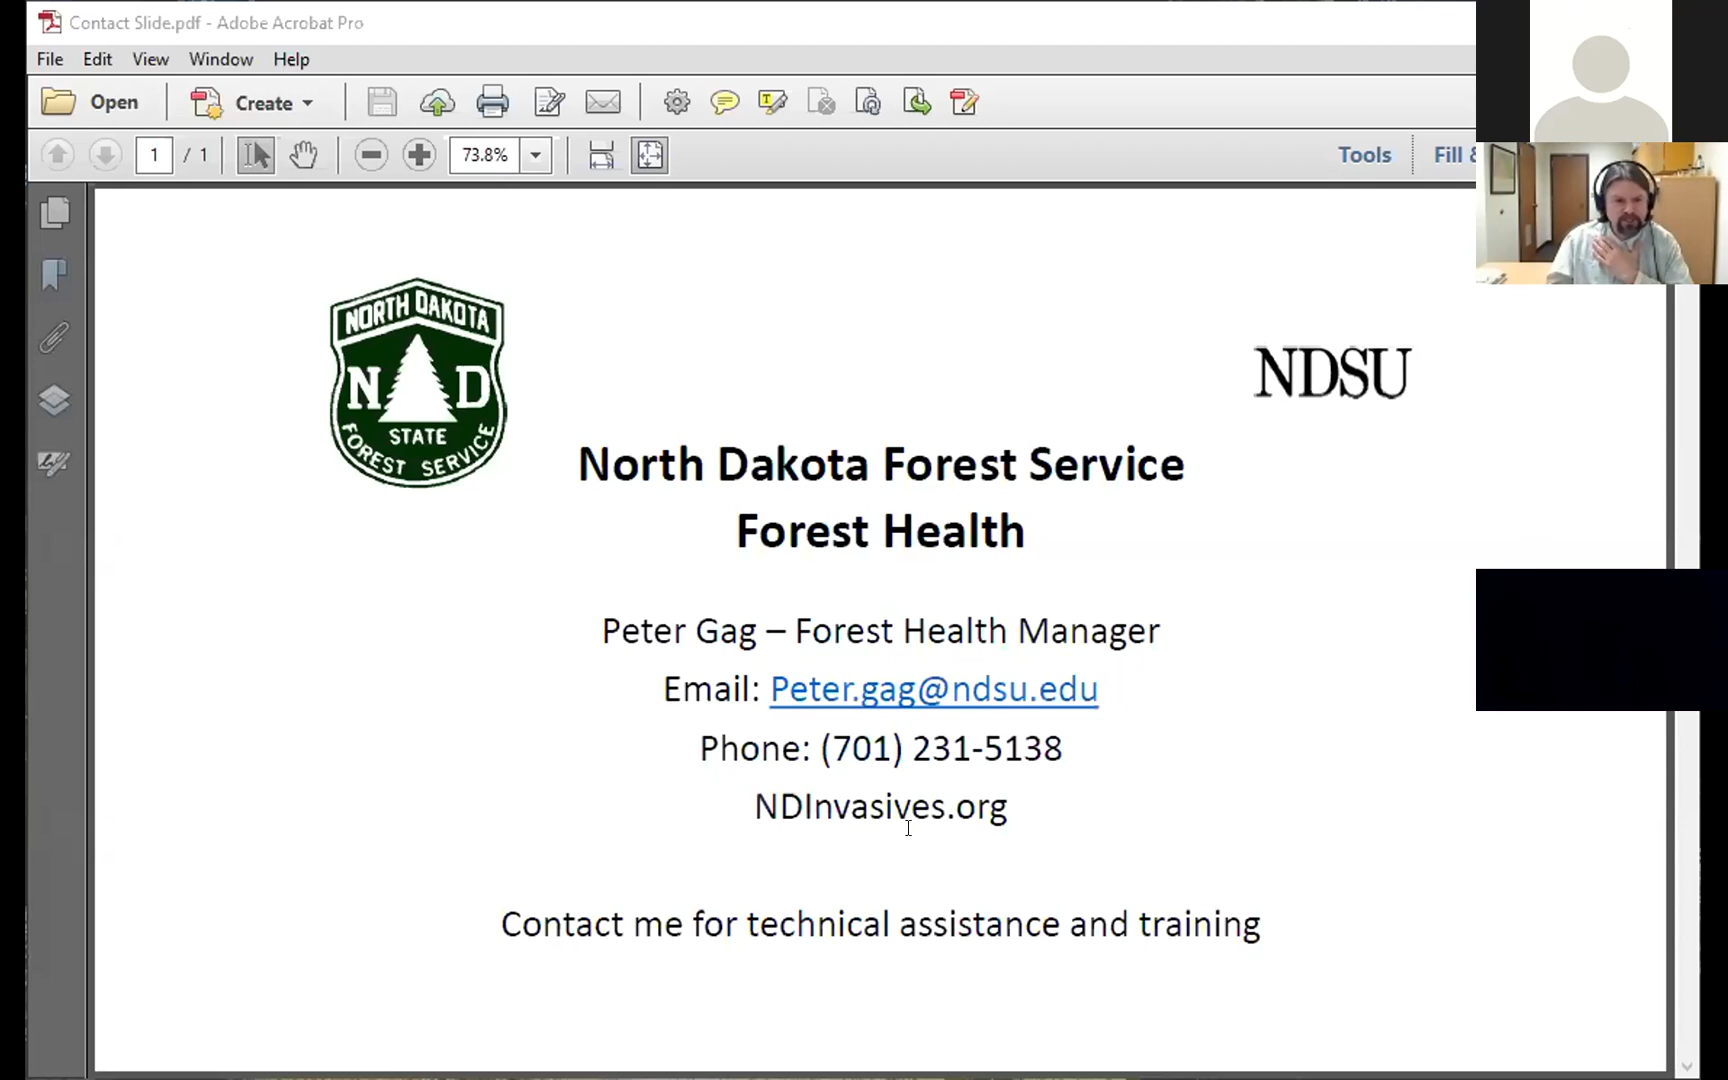 Contact Slide.pdf - Adobe Acrobat Pro
File Edit View Window Help
Open Create
1 / 1 73.8% Tools Fill &
NORTH DAKOTA
N D
STATE
FOREST SERVICE
NDSU
North Dakota Forest Service
Forest Health
Peter Gag – Forest Health Manager
Email: Peter.gag@ndsu.edu
Phone: (701) 231-5138
NDInvasives.org
Contact me for technical assistance and training